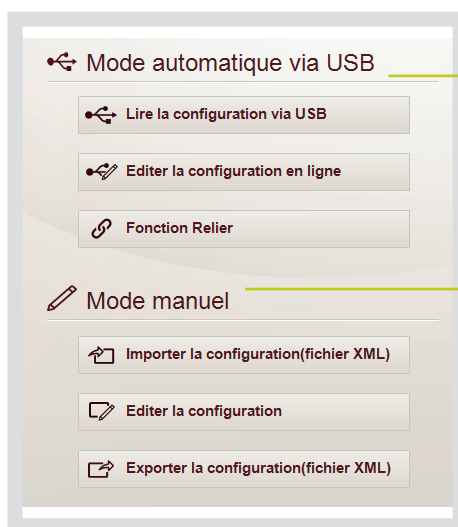 Mode automatique via USB
Lire la configuration via USB
Editer la configuration en ligne
Fonction Relier
Mode manuel
Importer la configuration(fichier XML)
Editer la configuration
Exporter la configuration(fichier XML)